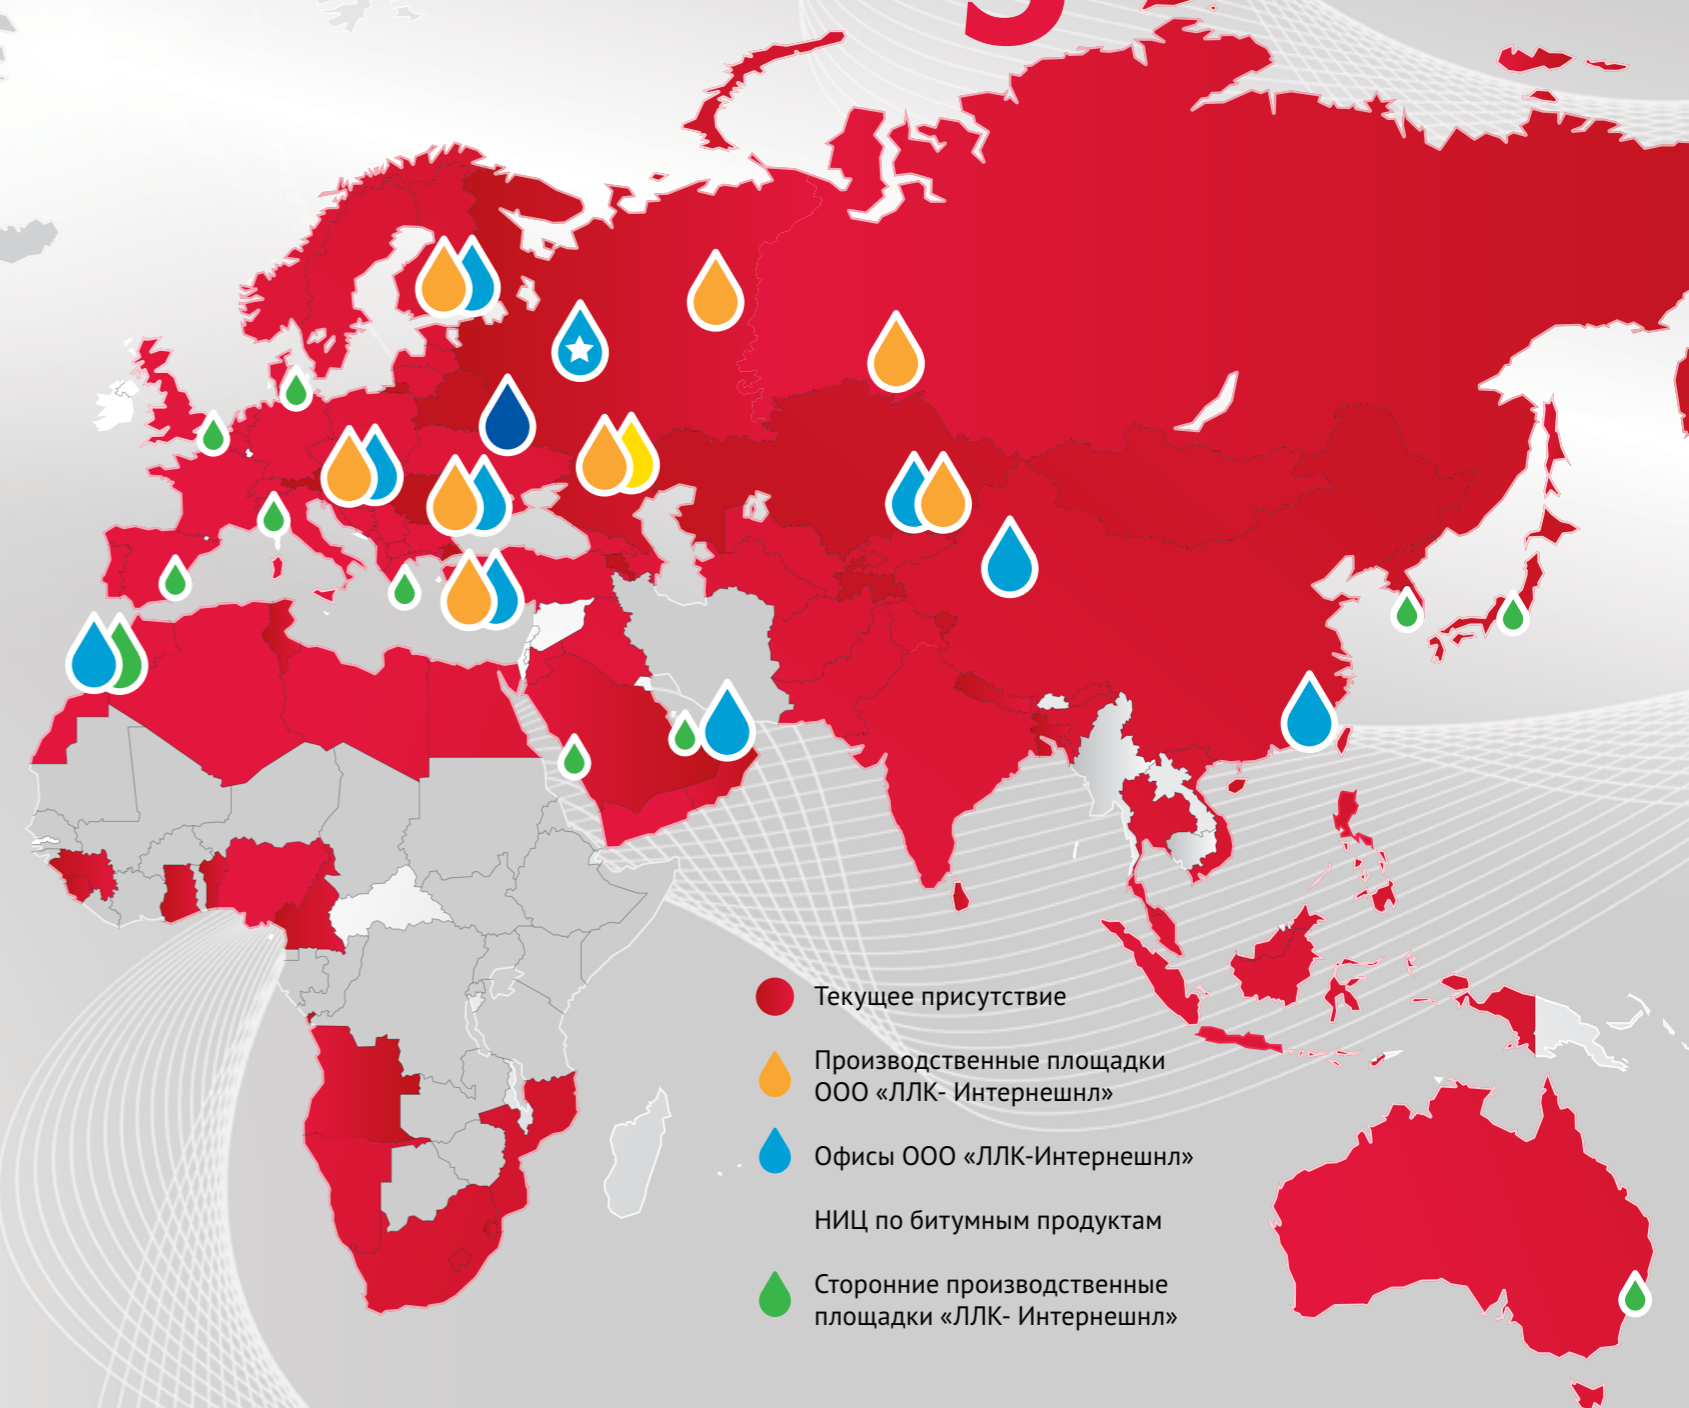 Текущее присутствие
Производственные площадки
ООО «ЛЛК- Интернешнл»
Офисы ООО «ЛЛК-Интернешнл»
НИЦ по битумным продуктам
Сторонние производственные
площадки «ЛЛК- Интернешнл»